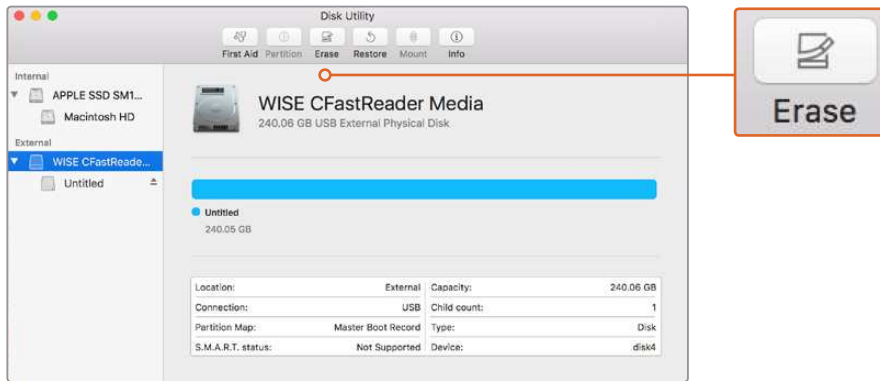 Disk Utility
First Aid Partition Erase Restore Mount Info
Erase
Internal
APPLE SSD SM1...
Macintosh HD
External
WISE CFastReade...
Untitled
WISE CFastReader Media
240.06 GB USB External Physical Disk
Untitled
240.05 GB
Location: External Capacity: 240.06 GB
Connection: USB Child count: 1
Partition Map: Master Boot Record Type: Disk
S.M.A.R.T. status: Not Supported Device: disk4